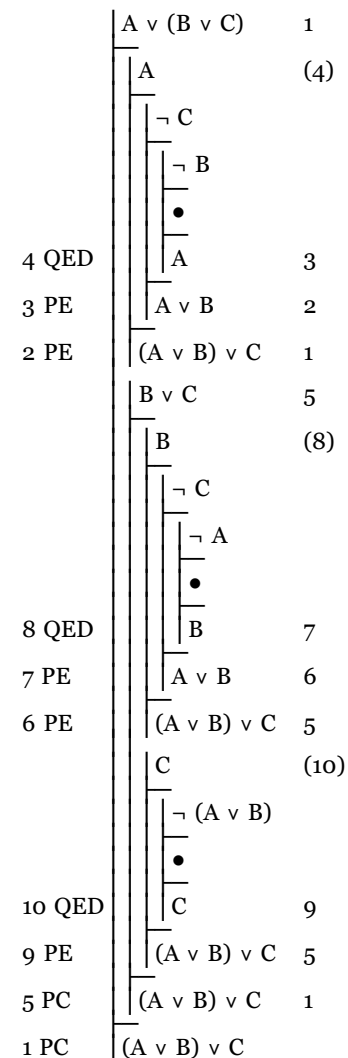 A ∨ (B ∨ C) 1
A (4)
¬ C
¬ B
●
4 QED A 3
3 PE A ∨ B 2
2 PE (A ∨ B) ∨ C 1
B ∨ C 5
B (8)
¬ C
¬ A
●
8 QED B 7
7 PE A ∨ B 6
6 PE (A ∨ B) ∨ C 5
C (10)
¬ (A ∨ B)
●
10 QED C 9
9 PE (A ∨ B) ∨ C 5
5 PC (A ∨ B) ∨ C 1
1 PC (A ∨ B) ∨ C